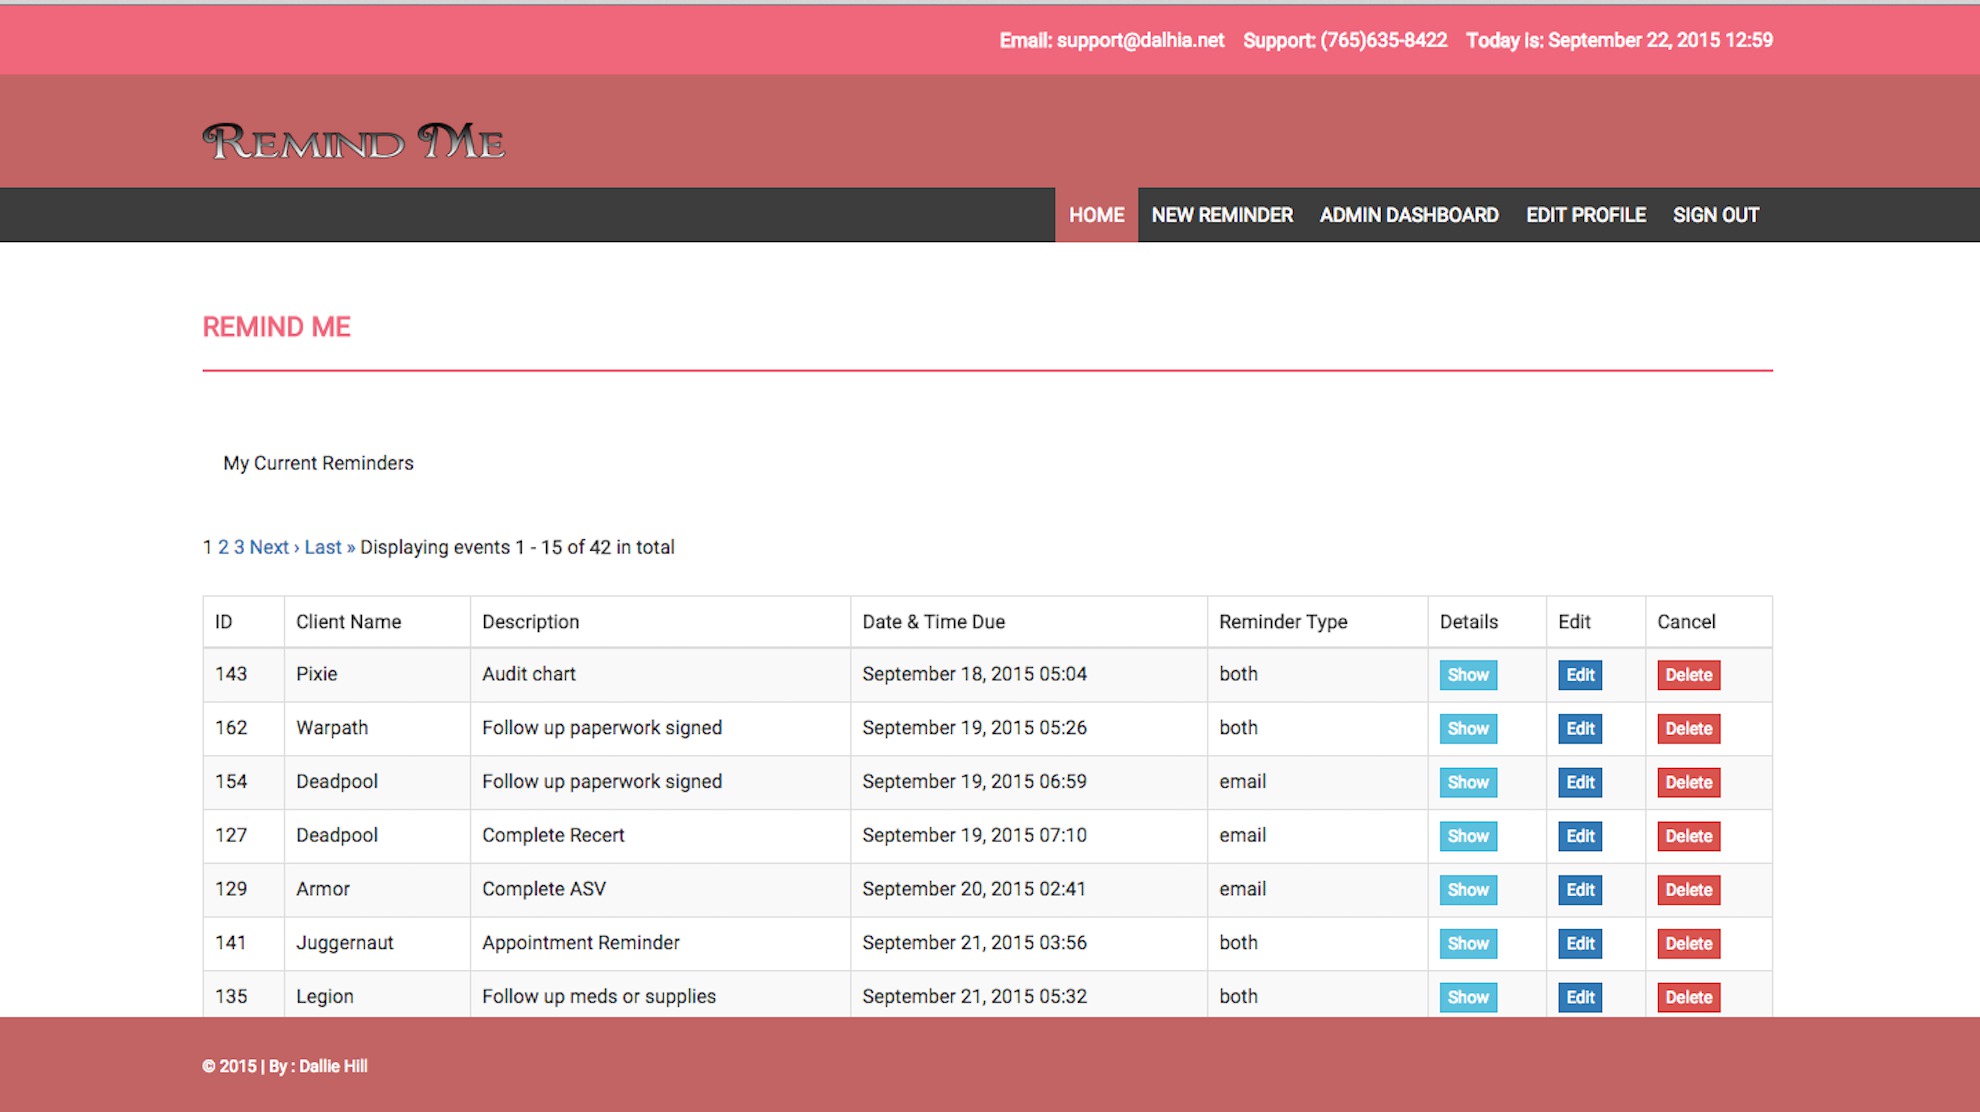 Email: support@dalhia.net Support: (765)635-8422 Today is: September 22, 2015 12:59
Remind Me
HOME NEW REMINDER ADMIN DASHBOARD EDIT PROFILE SIGN OUT
REMIND ME
My Current Reminders
1 2 3 Next › Last » Displaying events 1 - 15 of 42 in total
ID Client Name Description Date & Time Due Reminder Type Details Edit Cancel
143 Pixie Audit chart September 18, 2015 05:04 both Show Edit Delete
162 Warpath Follow up paperwork signed September 19, 2015 05:26 both Show Edit Delete
154 Deadpool Follow up paperwork signed September 19, 2015 06:59 email Show Edit Delete
127 Deadpool Complete Recert September 19, 2015 07:10 email Show Edit Delete
129 Armor Complete ASV September 20, 2015 02:41 email Show Edit Delete
141 Juggernaut Appointment Reminder September 21, 2015 03:56 both Show Edit Delete
135 Legion Follow up meds or supplies September 21, 2015 05:32 both Show Edit Delete
© 2015 | By : Dallie Hill